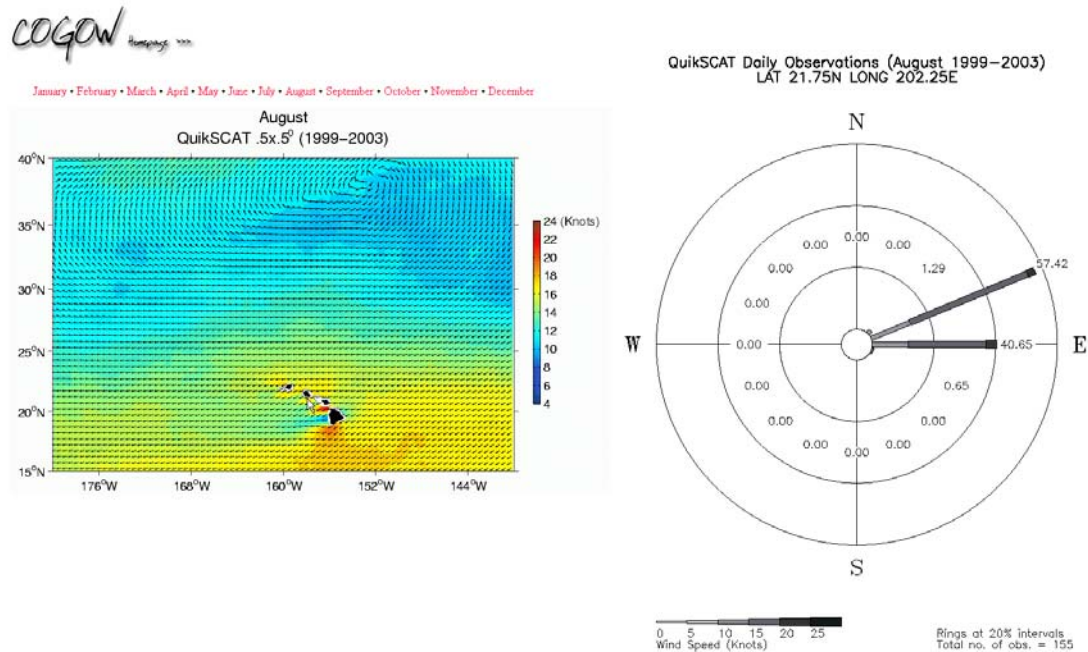 COGOW Homepage >>>
January • February • March • April • May • June • July • August • September • October • November • December
August
QuikSCAT .5x.5⁰ (1999-2003)
40°N
35°N
30°N
25°N
20°N
15°N
176°W
168°W
160°W
152°W
144°W
24 (Knots)
22
20
18
16
14
12
10
8
6
4
QuikSCAT Daily Observations (August 1999-2003)
LAT 21.75N LONG 202.25E
N
0.00
0.00
0.00
0.00
1.29
57.42
0.00
W
0.00
40.65
E
0.00
0.65
0.00
0.00
0.00
0.00
0.00
S
0 5 10 15 20 25
Wind Speed (Knots)
Rings at 20% intervals
Total no. of obs. = 155